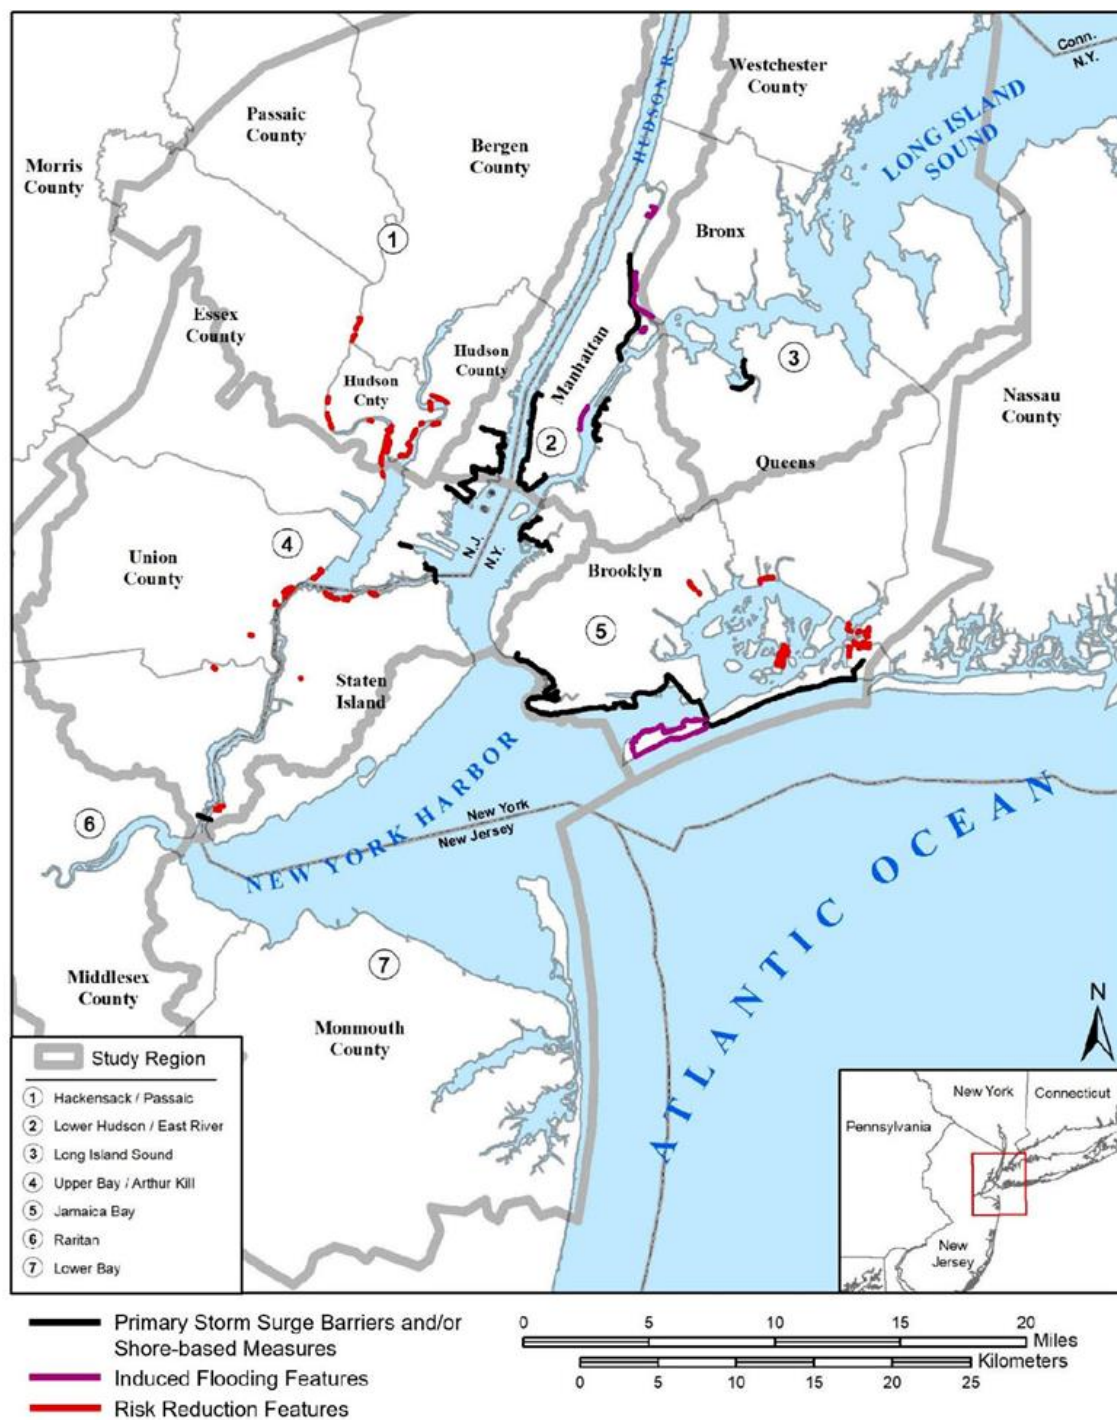 Conn.
N.Y.
Westchester
County
HUDSON R.
Passaic
County
LONG ISLAND
SOUND
Bergen
County
Morris
County
Bronx
1
Essex
County
Hudson
County
Manhattan
3
Hudson
Cnty
Nassau
County
2
Queens
4
N.J.
N.Y.
Union
County
Brooklyn
5
Staten
Island
NEW YORK HARBOR
New York
New Jersey
6
ATLANTIC OCEAN
7
Middlesex
County
Monmouth
County
N
Study Region
1 Hackensack / Passaic
2 Lower Hudson / East River
3 Long Island Sound
4 Upper Bay / Arthur Kill
5 Jamaica Bay
6 Raritan
7 Lower Bay
New York
Connecticut
Pennsylvania
New
Jersey
Primary Storm Surge Barriers and/or
Shore-based Measures
Induced Flooding Features
Risk Reduction Features
0 5 10 15 20
Miles
Kilometers
0 5 10 15 20 25